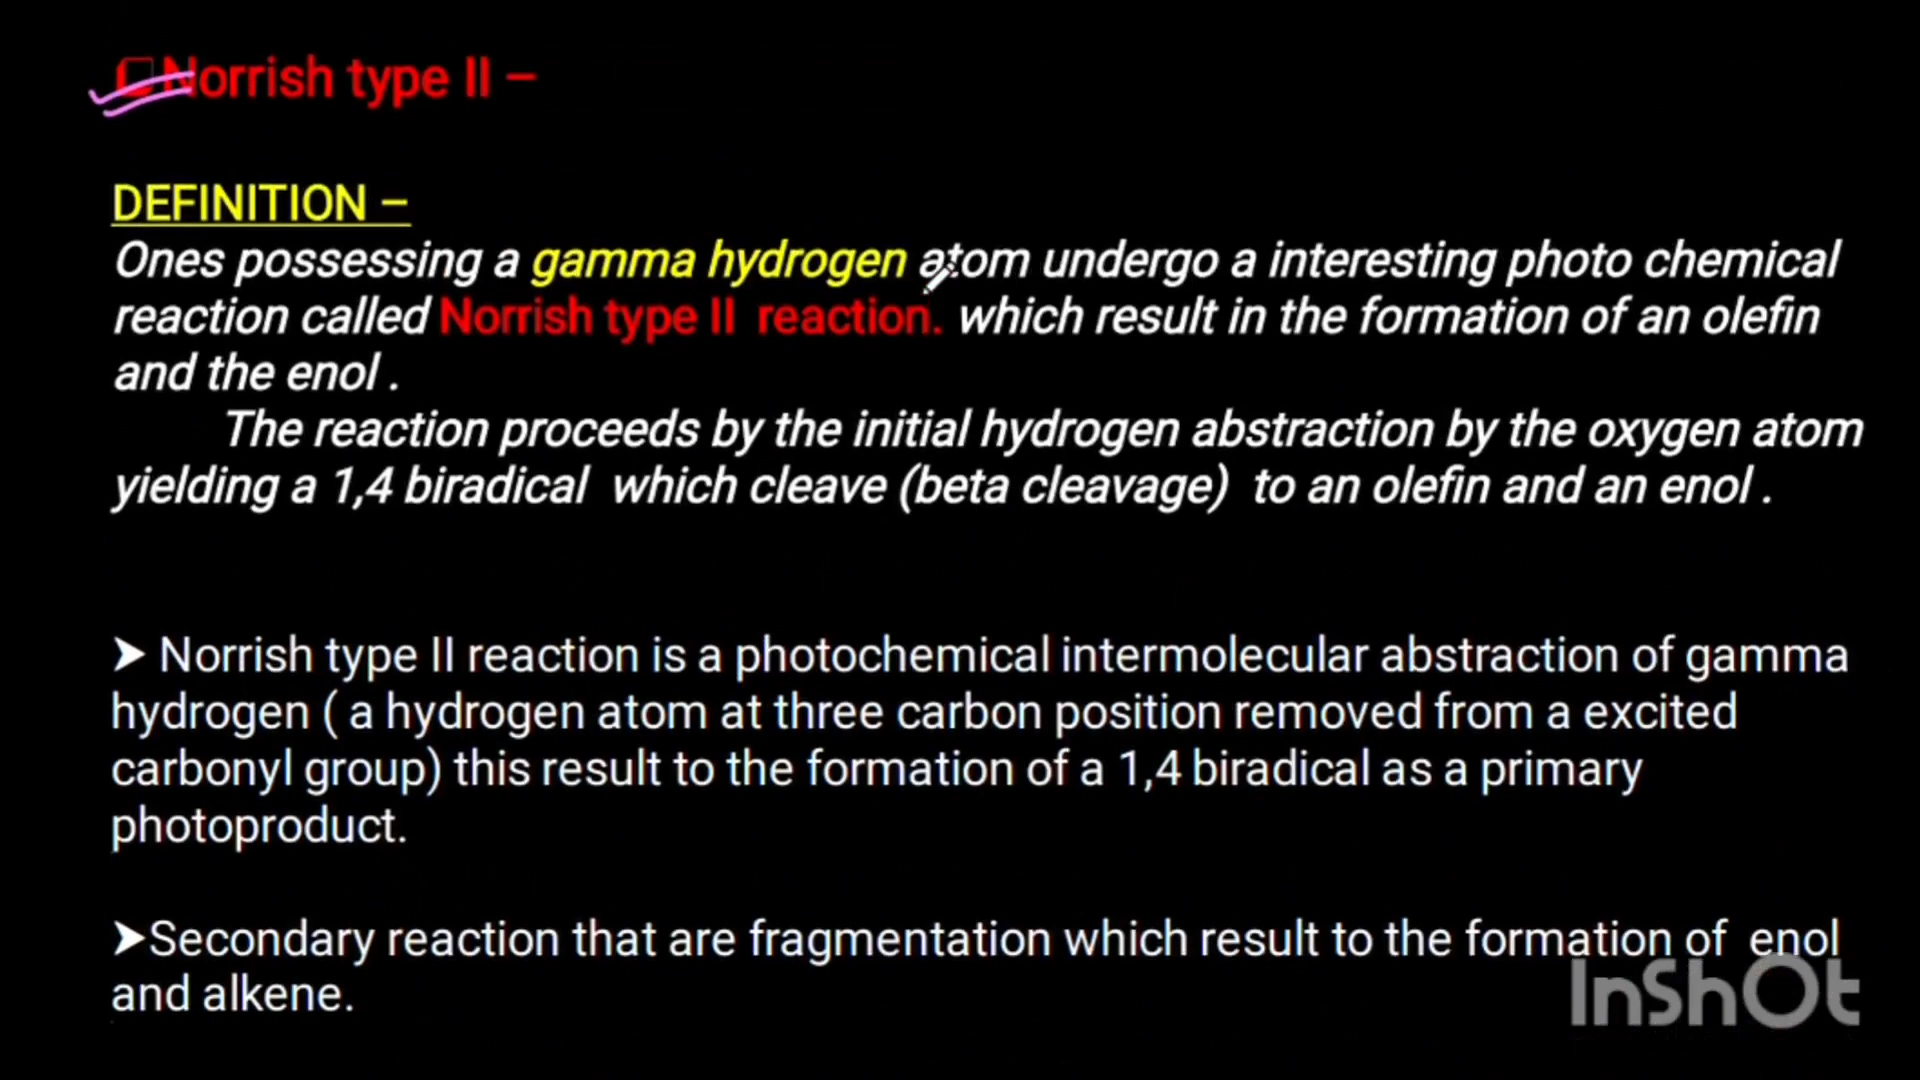 Norrish type II –
DEFINITION –
Ones possessing a gamma hydrogen atom undergo a interesting photo chemical
reaction called Norrish type II reaction. which result in the formation of an olefin
and the enol .
The reaction proceeds by the initial hydrogen abstraction by the oxygen atom
yielding a 1,4 biradical which cleave (beta cleavage) to an olefin and an enol .
➤ Norrish type II reaction is a photochemical intermolecular abstraction of gamma
hydrogen ( a hydrogen atom at three carbon position removed from a excited
carbonyl group) this result to the formation of a 1,4 biradical as a primary
photoproduct.
➤Secondary reaction that are fragmentation which result to the formation of enol
and alkene.
InShOt